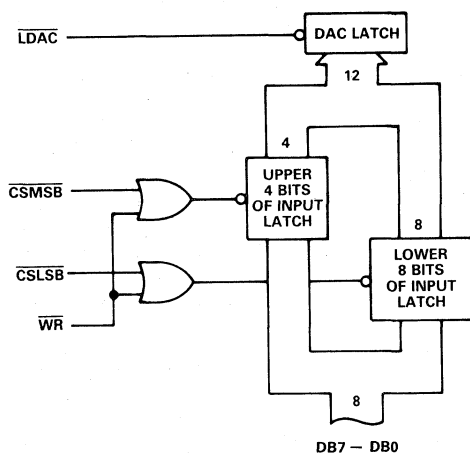 LDAC
DAC LATCH
12
4
CSMSB
UPPER
4 BITS
OF INPUT
LATCH
8
CSLSB
LOWER
8 BITS
OF INPUT
LATCH
WR
8
DB7 — DB0